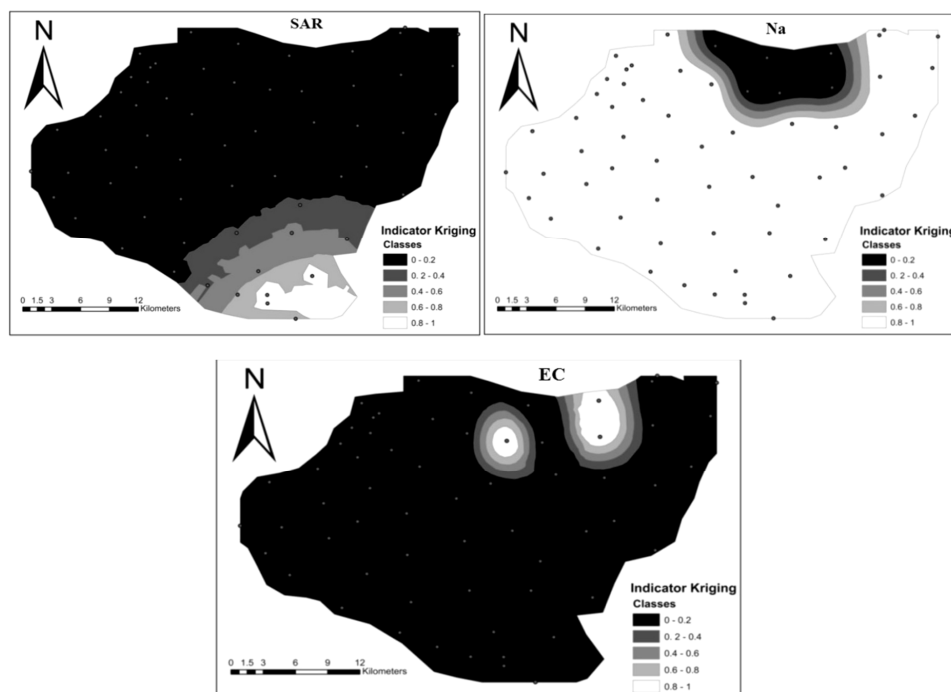 SAR
N
Indicator Kriging
Classes
0 - 0.2
0. 2 - 0.4
0.4 - 0.6
0.6 - 0.8
0.8 - 1
0 1.5 3 6 9 12
Kilometers
Na
N
Indicator Kriging
Classes
0 - 0.2
0.2 - 0.4
0.4 - 0.6
0.6 - 0.8
0.8 - 1
0 1.5 3 6 9 12
Kilometers
EC
N
Indicator Kriging
Classes
0 - 0.2
0.2 - 0.4
0.4 - 0.6
0.6 - 0.8
0.8 - 1
0 1.5 3 6 9 12
Kilometers